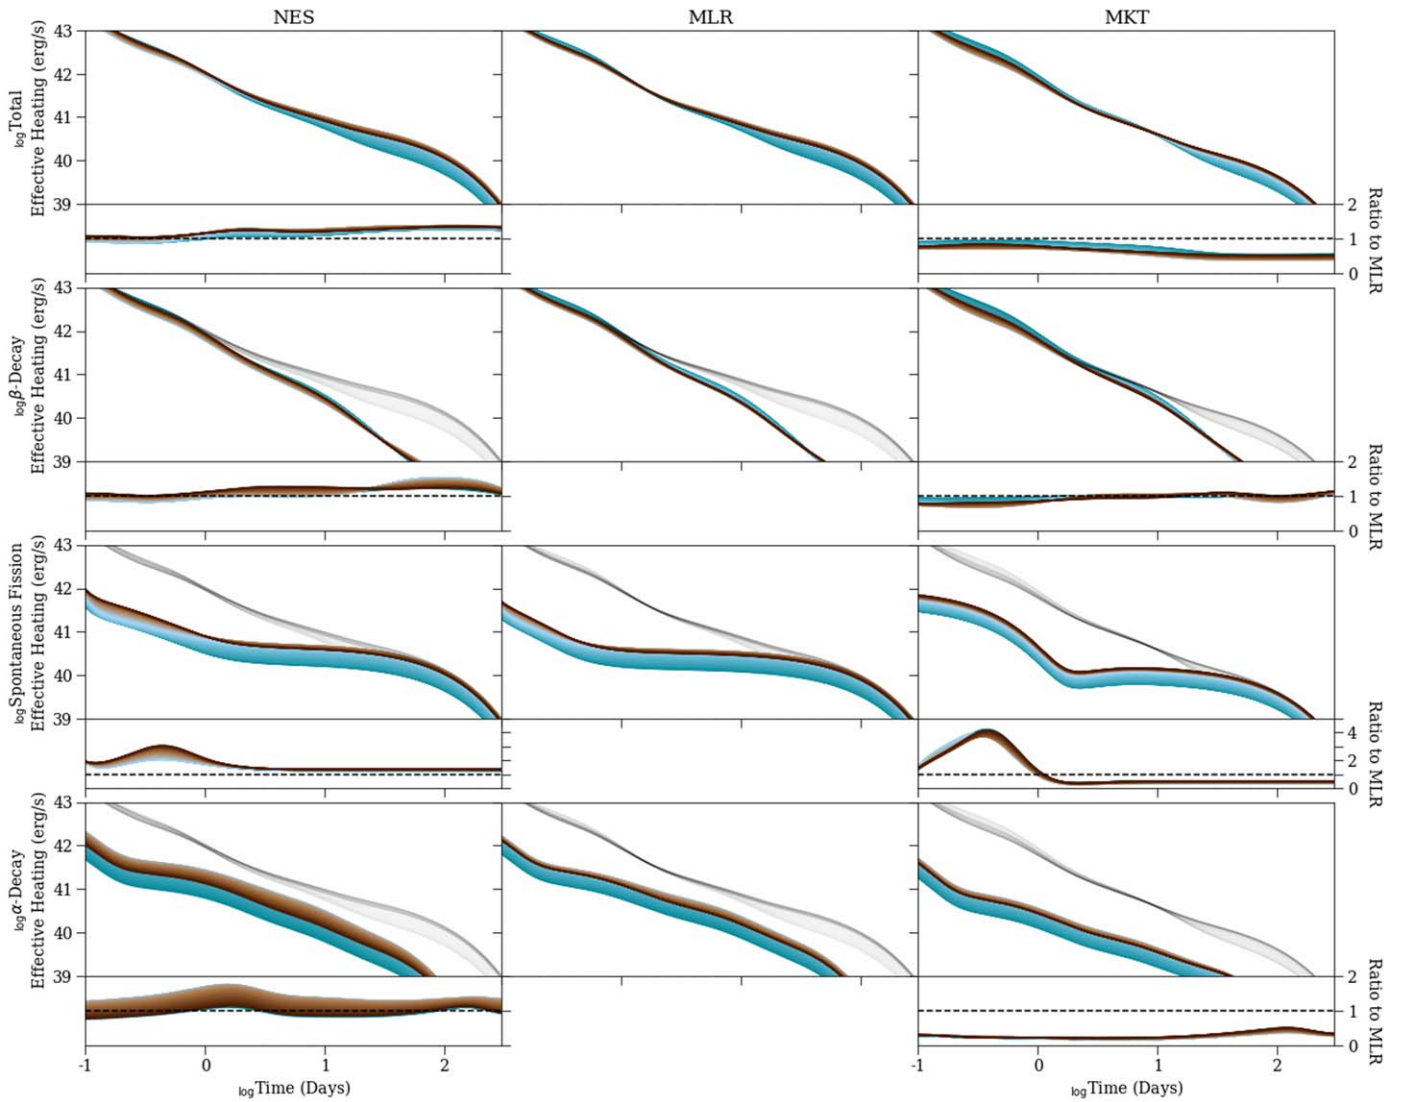 NES MLR MKT
logTotal
Effective Heating (erg/s)
43
42
41
40
39
2
1
0
Ratio to MLR
logβ-Decay
Effective Heating (erg/s)
43
42
41
40
39
2
1
0
Ratio to MLR
logSpontaneous Fission
Effective Heating (erg/s)
43
42
41
40
39
4
2
0
Ratio to MLR
logα-Decay
Effective Heating (erg/s)
43
42
41
40
39
2
1
0
Ratio to MLR
-1 0 1 2 -1 0 1 2
logTime (Days) logTime (Days)